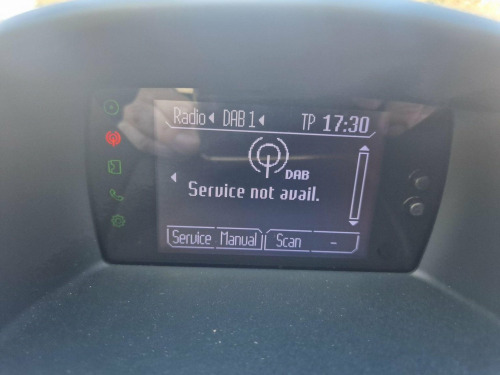 Radio DAB 1 TP 17:30
DAB
Service not avail.
Service Manual Scan -